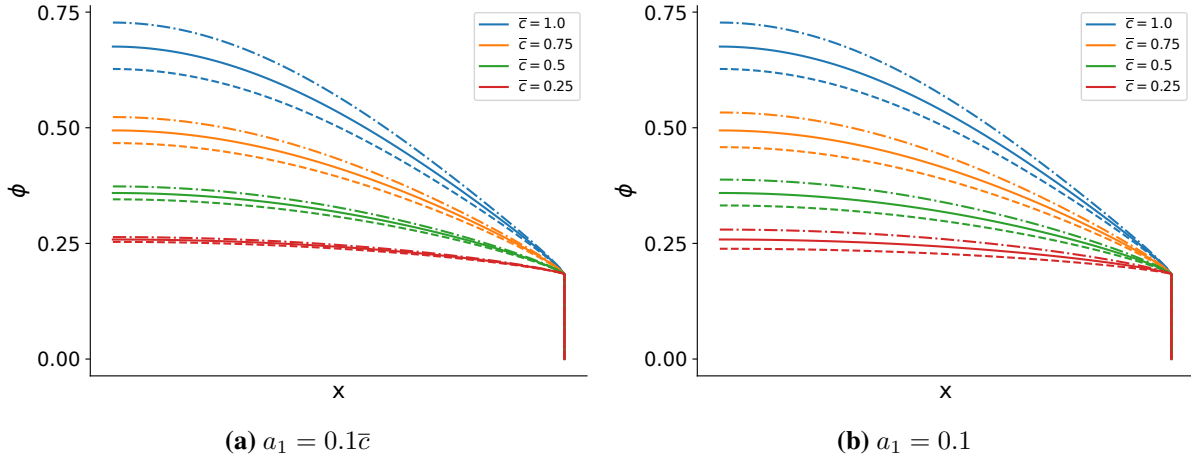 0.75
0.50
0.25
0.00
ϕ
x
c̅ = 1.0
c̅ = 0.75
c̅ = 0.5
c̅ = 0.25
(a) a₁ = 0.1c̅
0.75
0.50
0.25
0.00
ϕ
x
c̅ = 1.0
c̅ = 0.75
c̅ = 0.5
c̅ = 0.25
(b) a₁ = 0.1